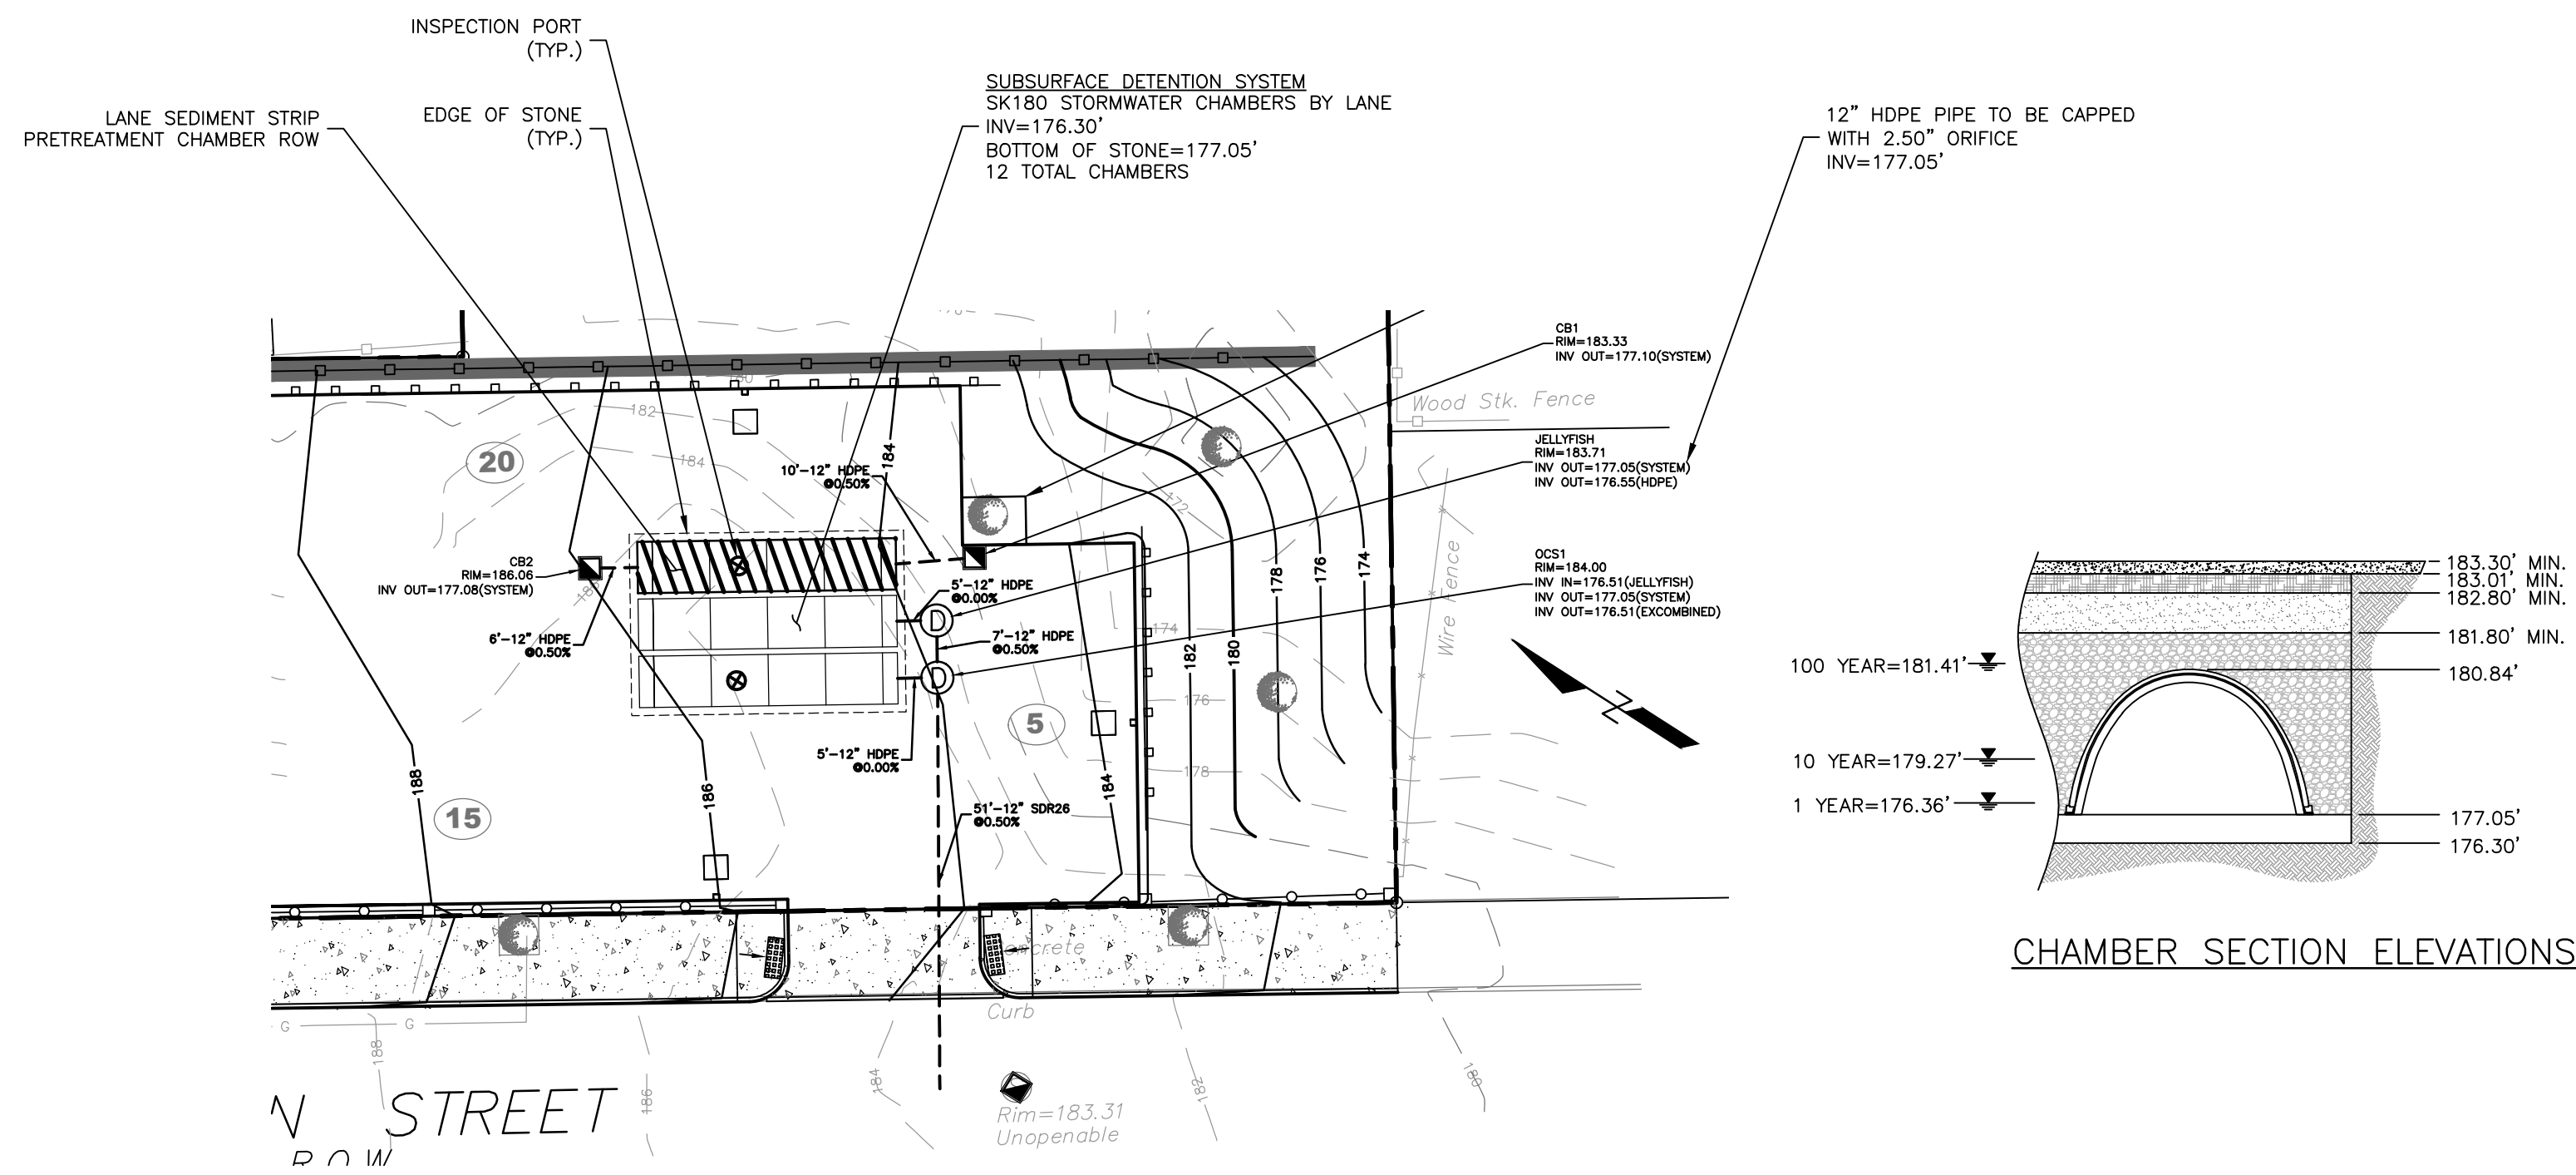 INSPECTION PORT
(TYP.)
LANE SEDIMENT STRIP
PRETREATMENT CHAMBER ROW
EDGE OF STONE
(TYP.)
SUBSURFACE DETENTION SYSTEM
SK180 STORMWATER CHAMBERS BY LANE
INV=176.30'
BOTTOM OF STONE=177.05'
12 TOTAL CHAMBERS
12" HDPE PIPE TO BE CAPPED
WITH 2.50" ORIFICE
INV=177.05'
CB1
RIM=183.33
INV OUT=177.10(SYSTEM)
Wood Stk. Fence
JELLYFISH
RIM=183.71
INV OUT=177.05(SYSTEM)
INV OUT=176.55(HDPE)
OCS1
RIM=184.00
INV IN=176.51(JELLYFISH)
INV OUT=177.05(SYSTEM)
INV OUT=176.51(EXCOMBINED)
180
182
184
20
184
10'-12" HDPE
@0.50%
172
CB2
RIM=186.06
INV OUT=177.08(SYSTEM)
6'-12" HDPE
@0.50%
5'-12" HDPE
@0.00%
D
7'-12" HDPE
@0.50%
D
5'-12" HDPE
@0.00%
51'-12" SDR26
@0.50%
174
176
178
182
180
178
176
174
Wire Fence
5
15
188
186
184
Concrete
Curb
G
G
188
186
184
182
180
Rim=183.31
Unopenable
N STREET
ROW
100 YEAR=181.41'
10 YEAR=179.27'
1 YEAR=176.36'
183.30' MIN.
183.01' MIN.
182.80' MIN.
181.80' MIN.
180.84'
177.05'
176.30'
CHAMBER SECTION ELEVATIONS